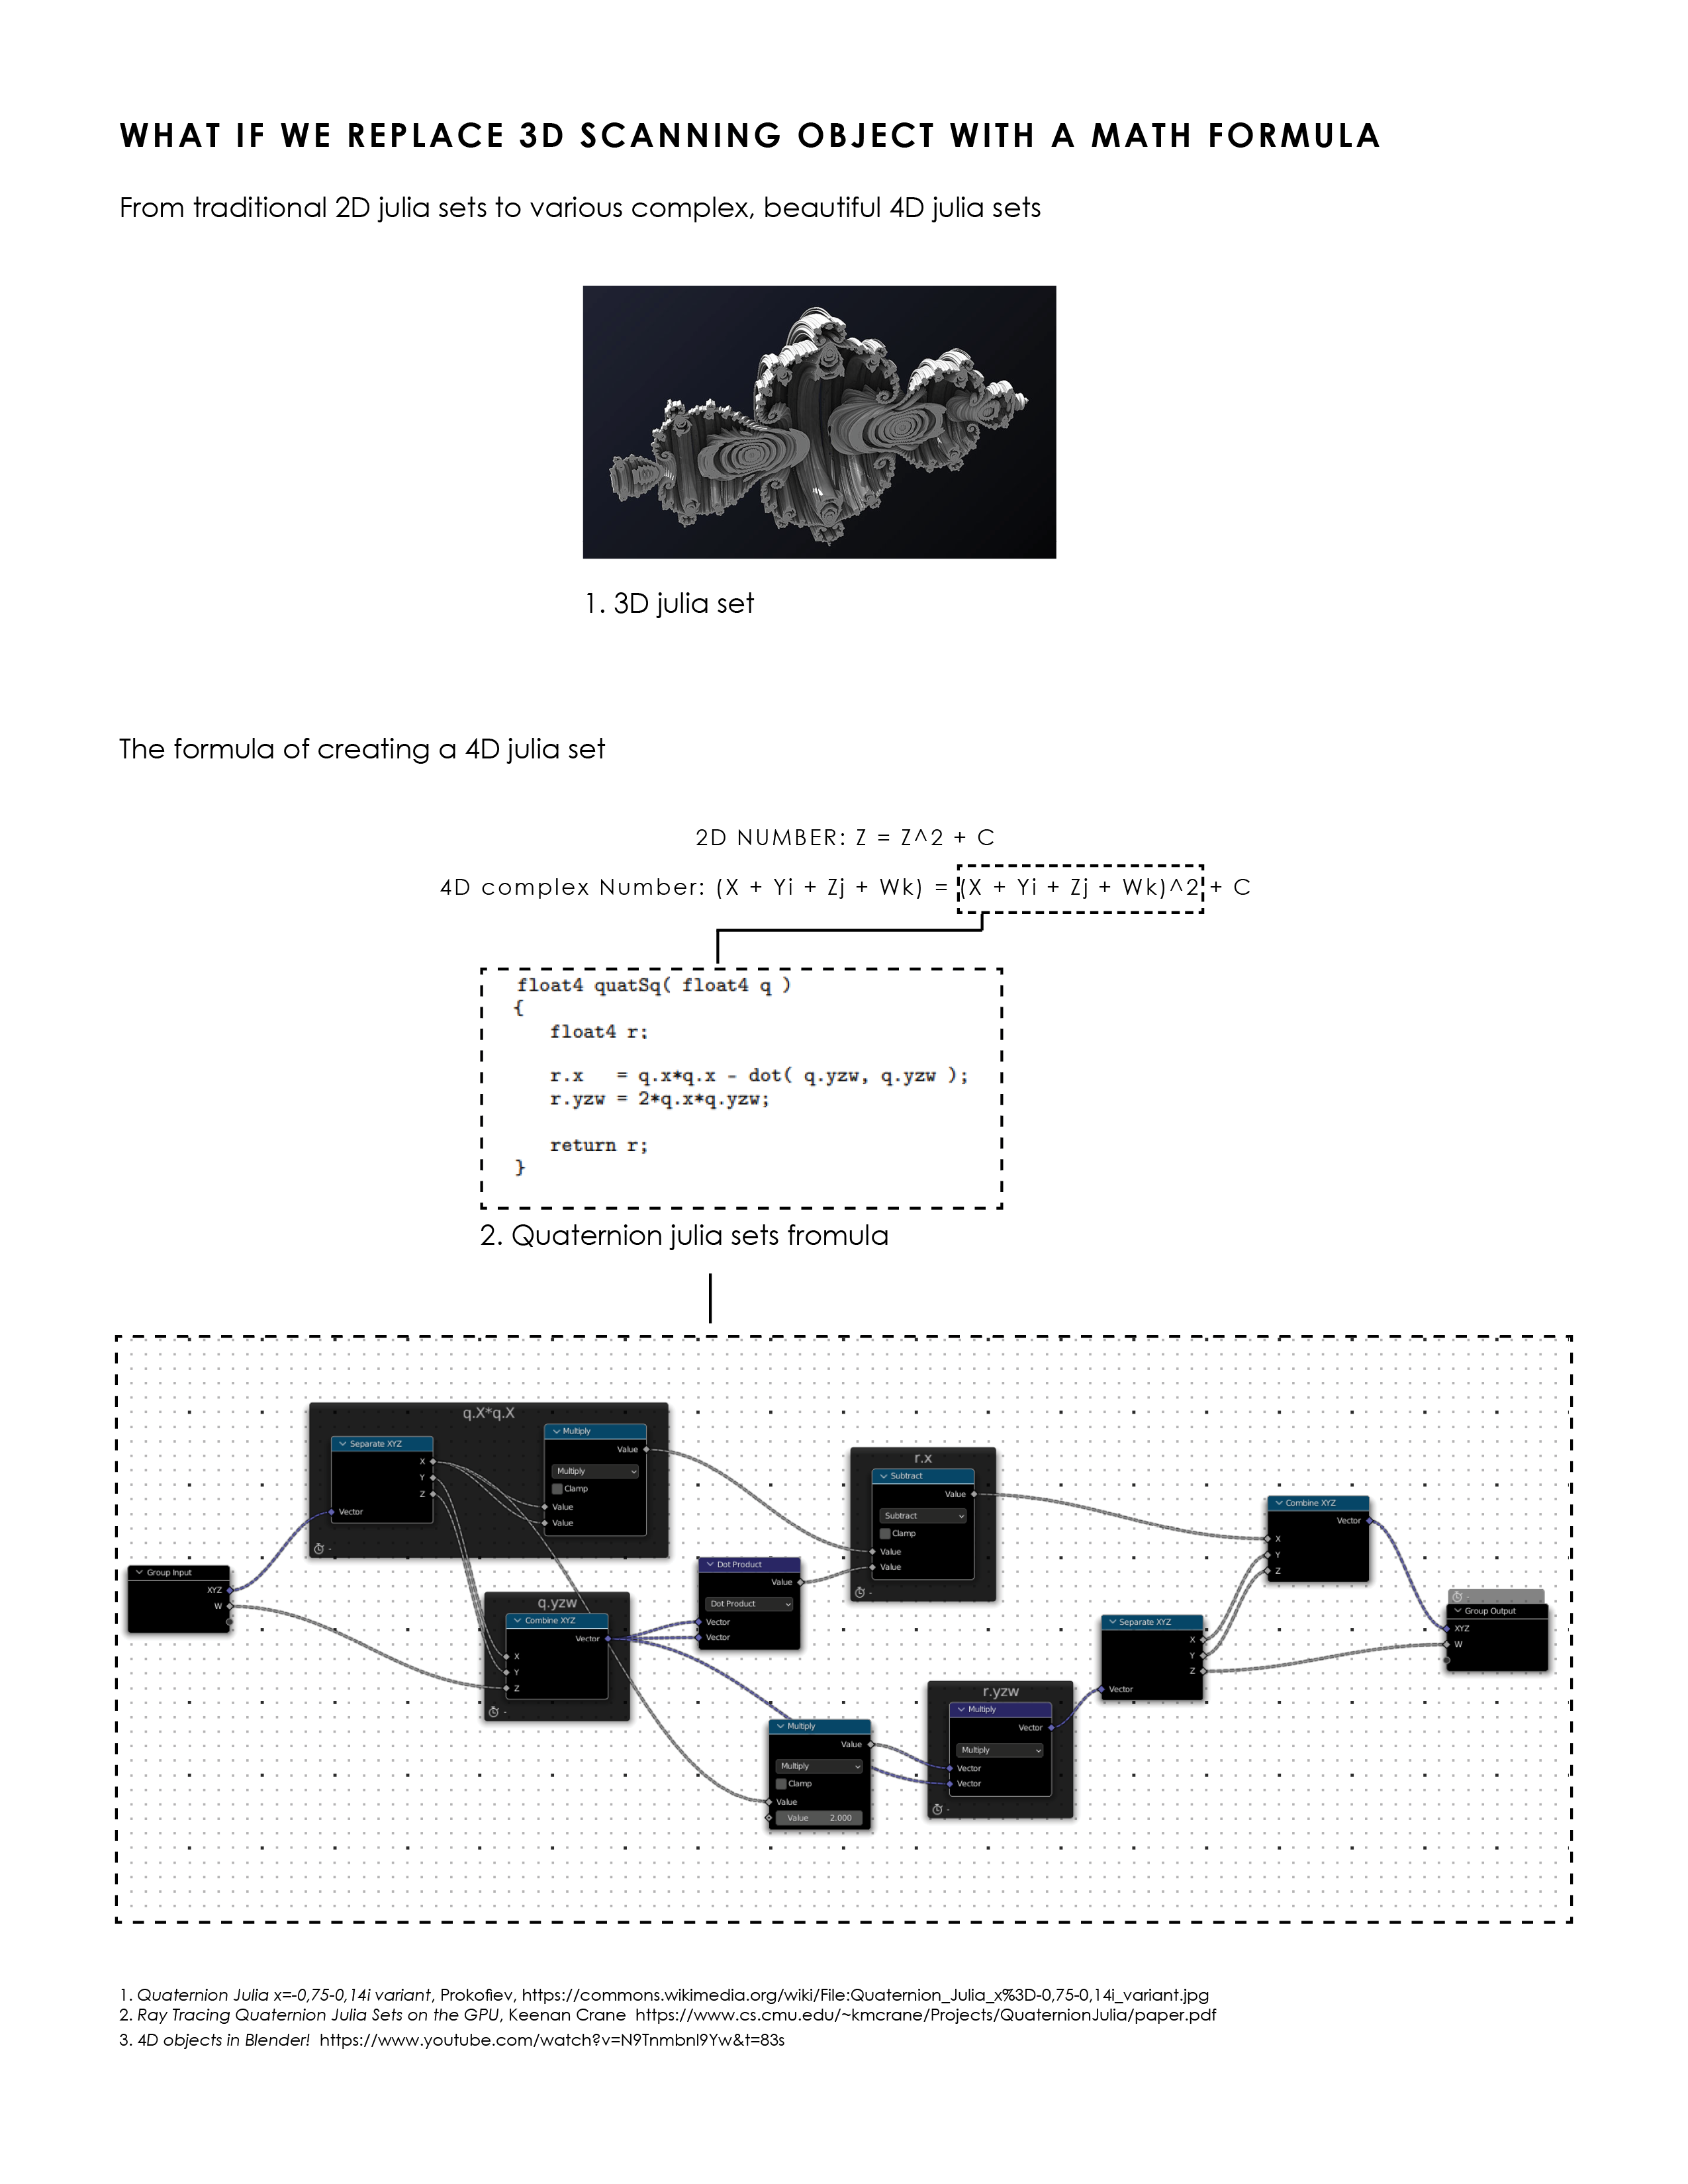 WHAT IF WE REPLACE 3D SCANNING OBJECT WITH A MATH FORMULA
From traditional 2D julia sets to various complex, beautiful 4D julia sets
1. 3D julia set
The formula of creating a 4D julia set
2D NUMBER: Z = Z^2 + C
4D complex Number: (X + Yi + Zj + Wk) = (X + Yi + Zj + Wk)^2 + C
float4 quatSq( float4 q )
{
float4 r;
r.x = q.x*q.x - dot( q.yzw, q.yzw );
r.yzw = 2*q.x*q.yzw;
return r;
}
2. Quaternion julia sets fromula
Group Input
XYZ
W
q.X*q.X
Separate XYZ
X
Y
Z
Vector
Multiply
Value
Multiply
Clamp
Value
Value
q.yzw
Combine XYZ
Vector
X
Y
Z
Dot Product
Value
Dot Product
Vector
Vector
Multiply
Value
Multiply
Clamp
Value
Value 2.000
r.x
Subtract
Value
Subtract
Clamp
Value
Value
r.yzw
Multiply
Vector
Multiply
Vector
Vector
Separate XYZ
X
Y
Z
Vector
Combine XYZ
Vector
X
Y
Z
Group Output
XYZ
W
1. Quaternion Julia x=-0,75-0,14i variant, Prokofiev, https://commons.wikimedia.org/wiki/File:Quaternion_Julia_x%3D-0,75-0,14i_variant.jpg
2. Ray Tracing Quaternion Julia Sets on the GPU, Keenan Crane https://www.cs.cmu.edu/~kmcrane/Projects/QuaternionJulia/paper.pdf
3. 4D objects in Blender! https://www.youtube.com/watch?v=N9Tnmbnl9Yw&t=83s